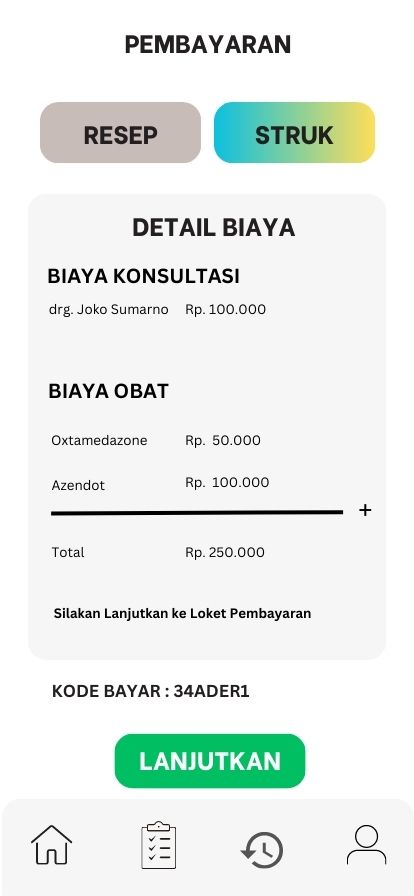 PEMBAYARAN
RESEP
STRUK
DETAIL BIAYA
BIAYA KONSULTASI
drg. Joko Sumarno Rp. 100.000
BIAYA OBAT
Oxtamedazone Rp. 50.000
Azendot Rp. 100.000
+
Total Rp. 250.000
Silakan Lanjutkan ke Loket Pembayaran
KODE BAYAR : 34ADER1
LANJUTKAN